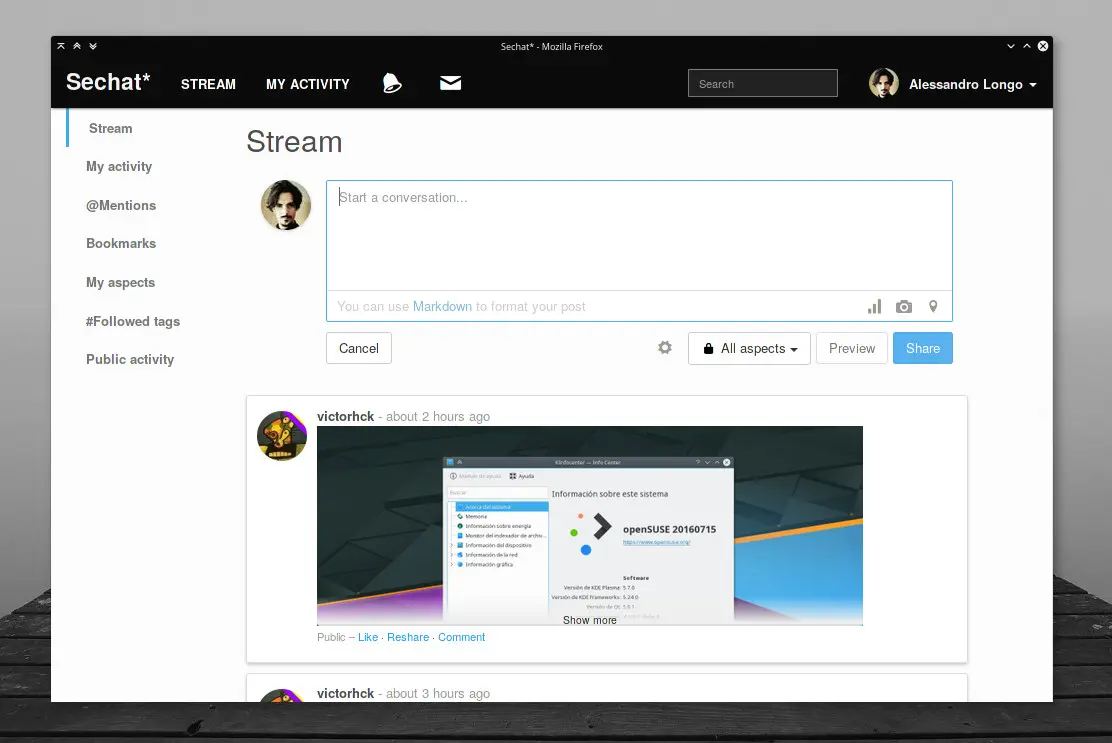 Sechat* - Mozilla Firefox
Sechat* STREAM MY ACTIVITY Search Alessandro Longo
Stream
My activity
@Mentions
Bookmarks
My aspects
#Followed tags
Public activity
Stream
Start a conversation...
You can use Markdown to format your post
Cancel All aspects Preview Share
victorhck - about 2 hours ago
KInfocenter — Info Center
Módulo de ayuda Ayuda
Buscar
Acerca del sistema
Memoria
Información sobre energía
Monitor del indexador de archiv...
Información del dispositivo
Información de la red
Información gráfica
Información sobre este sistema
openSUSE 20160715
https://www.opensuse.org/
Software
Versión de KDE Plasma: 5.7.0
Versión de KDE Frameworks: 5.24.0
Versión de Qt: 5.6.1
Show more
Public – Like · Reshare · Comment
victorhck - about 3 hours ago